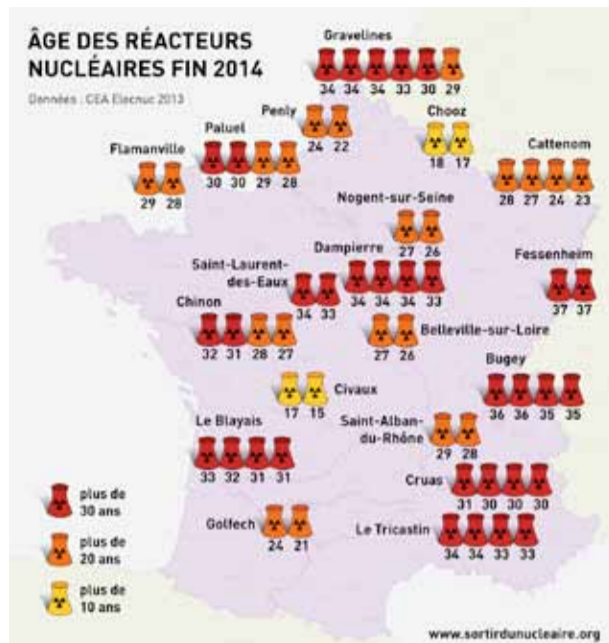 ÂGE DES RÉACTEURS
NUCLÉAIRES FIN 2014
Données : CEA Elecnuc 2013
Gravelines
34 34 34 33 30 29
Penly
24 22
Chooz
18 17
Paluel
30 30 29 28
Flamanville
29 28
Cattenom
28 27 24 23
Nogent-sur-Seine
27 26
Dampierre
34 34 34 33
Fessenheim
37 37
Saint-Laurent-
des-Eaux
34 33
Chinon
32 31 28 27
Belleville-sur-Loire
27 26
Bugey
36 36 35 35
Civaux
17 15
Saint-Alban-
du-Rhône
29 28
Le Blayais
33 32 31 31
Cruas
31 30 30 30
Golfech
24 21
Le Tricastin
34 34 33 33
plus de
30 ans
plus de
20 ans
plus de
10 ans
www.sortirdunucleaire.org